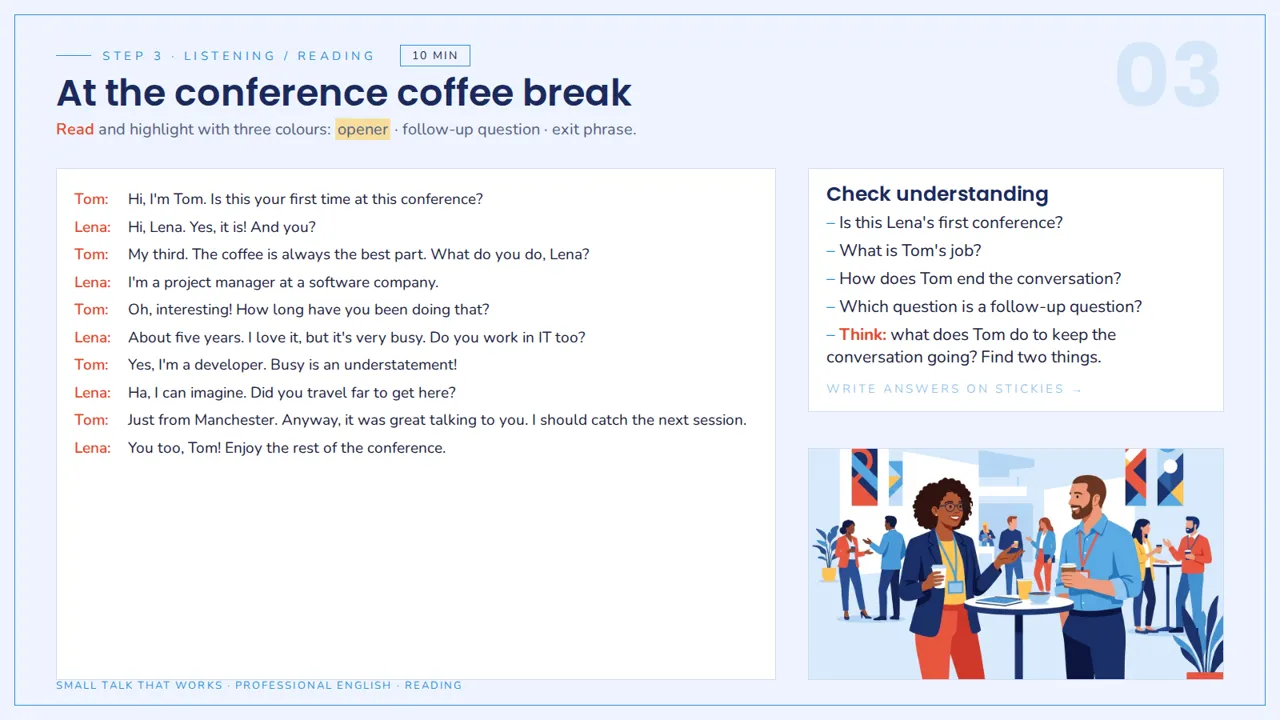 STEP 3 · LISTENING / READING
10 MIN
03
At the conference coffee break
Read and highlight with three colours: opener · follow-up question · exit phrase.
Tom: Hi, I'm Tom. Is this your first time at this conference?
Lena: Hi, Lena. Yes, it is! And you?
Tom: My third. The coffee is always the best part. What do you do, Lena?
Lena: I'm a project manager at a software company.
Tom: Oh, interesting! How long have you been doing that?
Lena: About five years. I love it, but it's very busy. Do you work in IT too?
Tom: Yes, I'm a developer. Busy is an understatement!
Lena: Ha, I can imagine. Did you travel far to get here?
Tom: Just from Manchester. Anyway, it was great talking to you. I should catch the next session.
Lena: You too, Tom! Enjoy the rest of the conference.
Check understanding
– Is this Lena's first conference?
– What is Tom's job?
– How does Tom end the conversation?
– Which question is a follow-up question?
– Think: what does Tom do to keep the
conversation going? Find two things.
WRITE ANSWERS ON STICKIES →
SMALL TALK THAT WORKS · PROFESSIONAL ENGLISH · READING